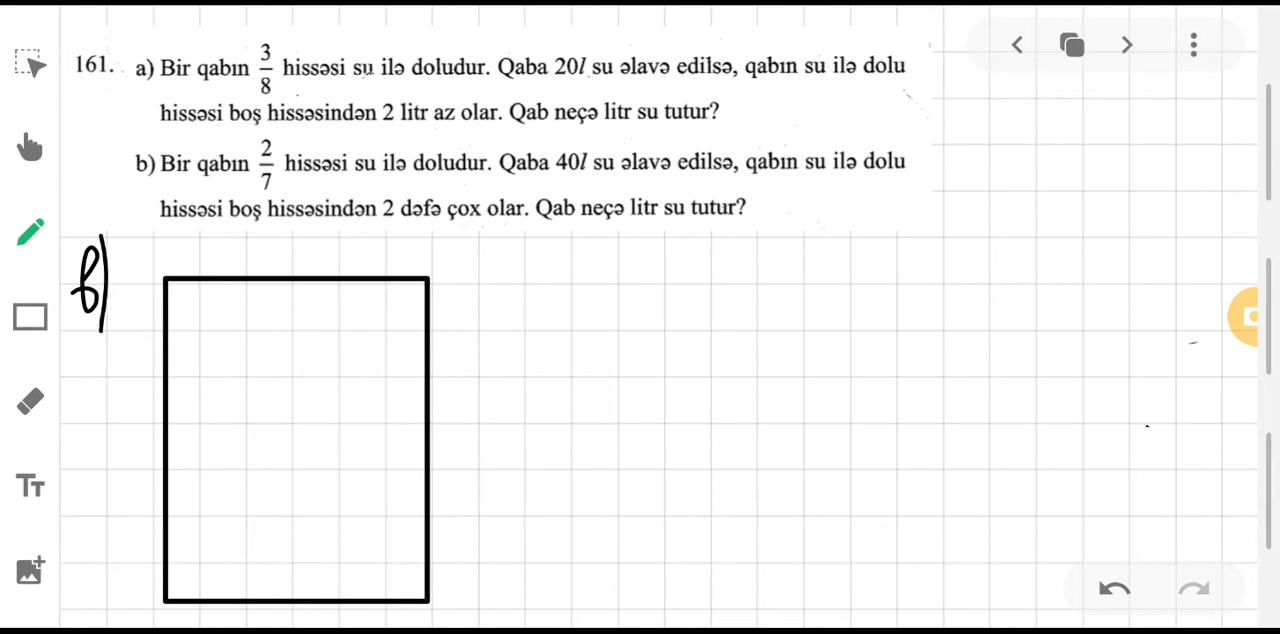 161. a) Bir qabın 3/8 hissəsi su ilə doludur. Qaba 20l su əlavə edilsə, qabın su ilə dolu
hissəsi boş hissəsindən 2 litr az olar. Qab neçə litr su tutur?
b) Bir qabın 2/7 hissəsi su ilə doludur. Qaba 40l su əlavə edilsə, qabın su ilə dolu
hissəsi boş hissəsindən 2 dəfə çox olar. Qab neçə litr su tutur?
b)
TT